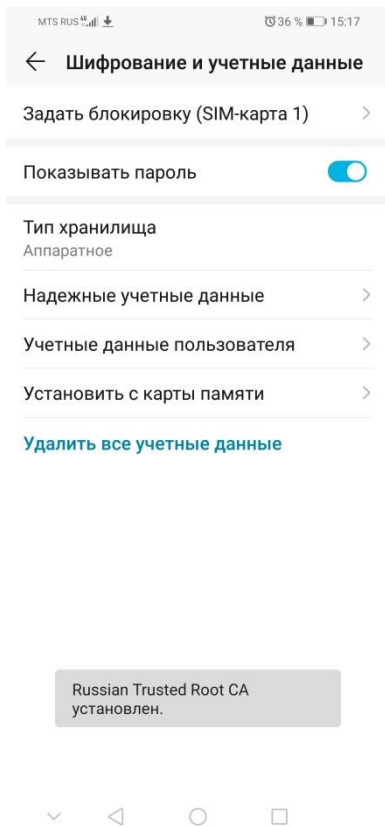 MTS RUS 4G 36 % 15:17
Шифрование и учетные данные
Задать блокировку (SIM-карта 1)
Показывать пароль
Тип хранилища
Аппаратное
Надежные учетные данные
Учетные данные пользователя
Установить с карты памяти
Удалить все учетные данные
Russian Trusted Root CA
установлен.